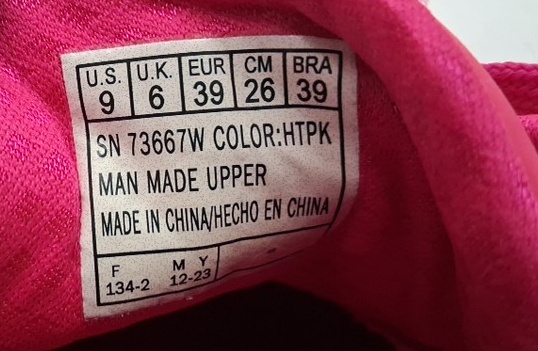 U.S. U.K. EUR CM BRA
9 6 39 26 39
SN 73667W COLOR:HTPK
MAN MADE UPPER
MADE IN CHINA/HECHO EN CHINA
F M Y
134-2 12-23